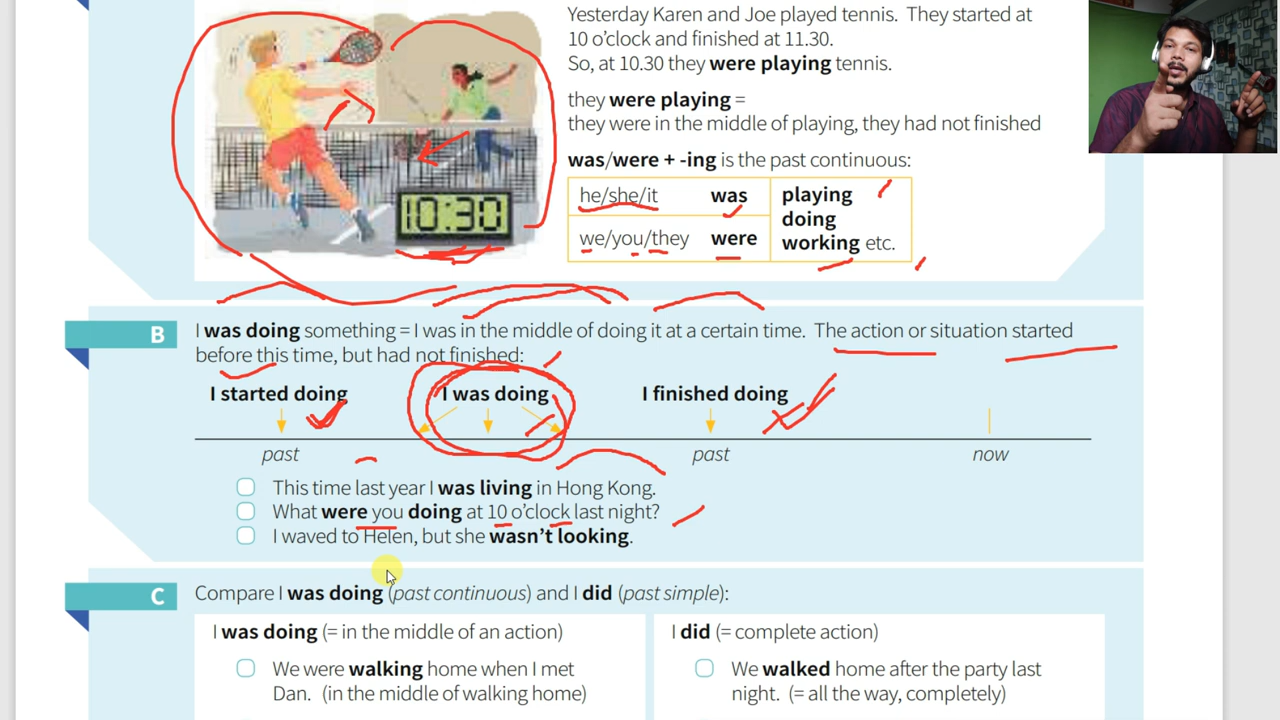 Yesterday Karen and Joe played tennis. They started at
10 o'clock and finished at 11.30.
So, at 10.30 they were playing tennis.
they were playing =
they were in the middle of playing, they had not finished
was/were + -ing is the past continuous:
he/she/it was playing
doing
we/you/they were working etc.
10:30
B
I was doing something = I was in the middle of doing it at a certain time. The action or situation started
before this time, but had not finished:
I started doing I was doing I finished doing
past past now
This time last year I was living in Hong Kong.
What were you doing at 10 o'clock last night?
I waved to Helen, but she wasn't looking.
C
Compare I was doing (past continuous) and I did (past simple):
I was doing (= in the middle of an action)
We were walking home when I met
Dan. (in the middle of walking home)
I did (= complete action)
We walked home after the party last
night. (= all the way, completely)